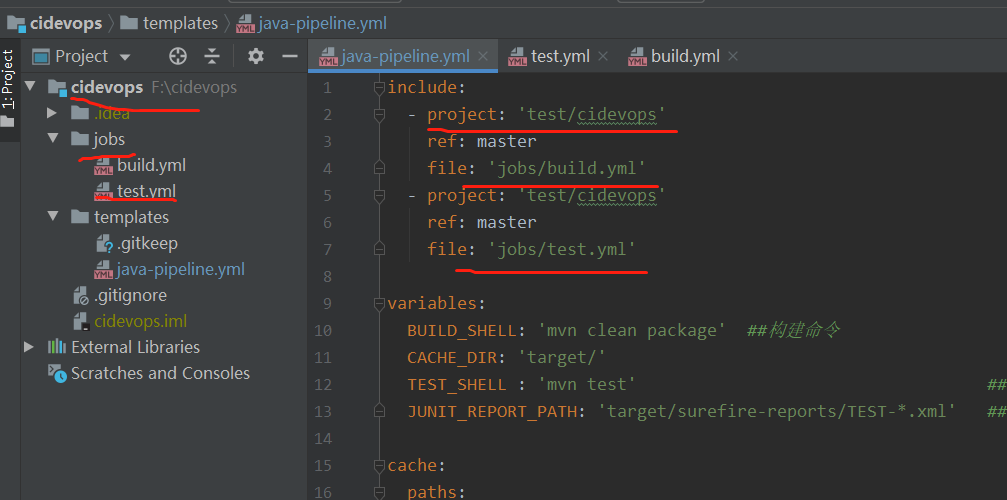 cidevops
templates
java-pipeline.yml
1: Project
Project
cidevops F:\cidevops
.idea
jobs
build.yml
test.yml
templates
.gitkeep
java-pipeline.yml
.gitignore
cidevops.iml
External Libraries
Scratches and Consoles
java-pipeline.yml
test.yml
build.yml
1 include:
2 - project: 'test/cidevops'
3 ref: master
4 file: 'jobs/build.yml'
5 - project: 'test/cidevops'
6 ref: master
7 file: 'jobs/test.yml'
8
9 variables:
10 BUILD_SHELL: 'mvn clean package' ##构建命令
11 CACHE_DIR: 'target/'
12 TEST_SHELL : 'mvn test' ##
13 JUNIT_REPORT_PATH: 'target/surefire-reports/TEST-*.xml' ##
14
15 cache:
16 paths: